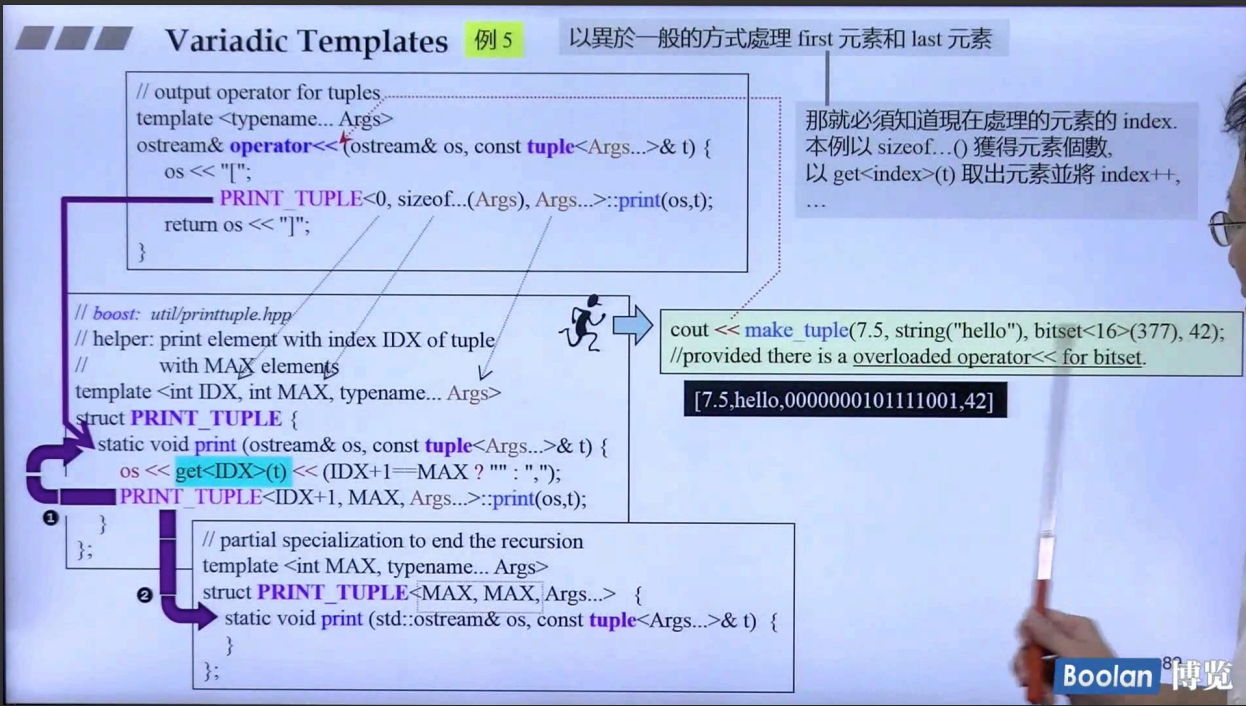 Variadic Templates 例 5 以異於一般的方式處理 first 元素和 last 元素
// output operator for tuples
template <typename... Args>
ostream& operator<< (ostream& os, const tuple<Args...>& t) {
os << "[";
PRINT_TUPLE<0, sizeof...(Args), Args...>::print(os,t);
return os << "]";
}
那就必須知道現在處理的元素的 index.
本例以 sizeof…() 獲得元素個數,
以 get<index>(t) 取出元素並將 index++,
…
// boost: util/printtuple.hpp
// helper: print element with index IDX of tuple
// with MAX elements
template <int IDX, int MAX, typename... Args>
struct PRINT_TUPLE {
static void print (ostream& os, const tuple<Args...>& t) {
os << get<IDX>(t) << (IDX+1==MAX ? "" : ",");
PRINT_TUPLE<IDX+1, MAX, Args...>::print(os,t);
}
};
❶
cout << make_tuple(7.5, string("hello"), bitset<16>(377), 42);
//provided there is a overloaded operator<< for bitset.
[7.5,hello,0000000101111001,42]
// partial specialization to end the recursion
template <int MAX, typename... Args>
struct PRINT_TUPLE<MAX, MAX, Args...> {
static void print (std::ostream& os, const tuple<Args...>& t) {
}
};
❷
Boolan 博览